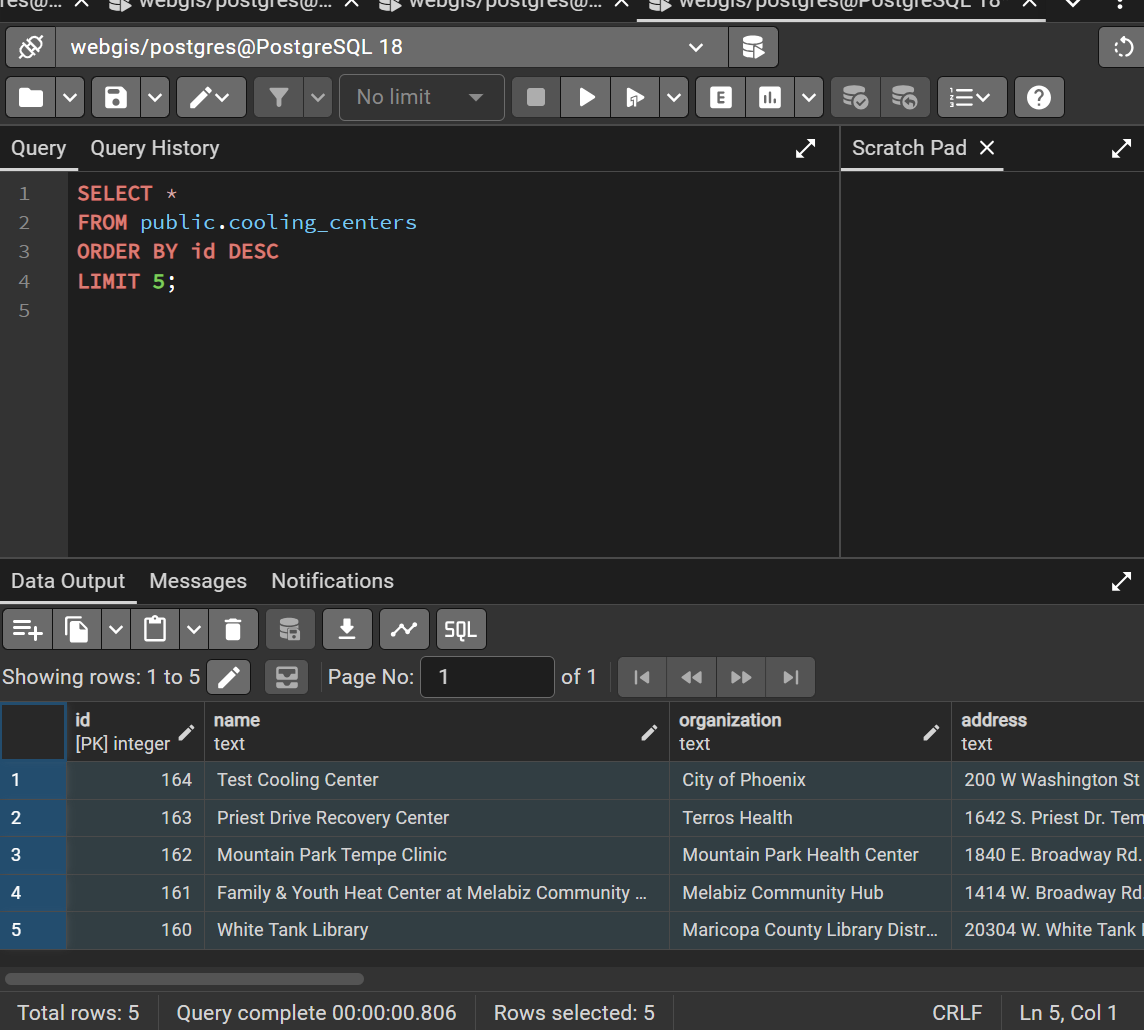 webgis/postgres@PostgreSQL 18
webgis/postgres@PostgreSQL 18
No limit
E
Query Query History
Scratch Pad
1 SELECT *
2 FROM public.cooling_centers
3 ORDER BY id DESC
4 LIMIT 5;
5
Data Output Messages Notifications
SQL
Showing rows: 1 to 5 Page No: 1 of 1
id name organization address
[PK] integer text text text
1 164 Test Cooling Center City of Phoenix 200 W Washington St
2 163 Priest Drive Recovery Center Terros Health 1642 S. Priest Dr. Tem
3 162 Mountain Park Tempe Clinic Mountain Park Health Center 1840 E. Broadway Rd.
4 161 Family & Youth Heat Center at Melabiz Community ... Melabiz Community Hub 1414 W. Broadway Rd
5 160 White Tank Library Maricopa County Library Distr... 20304 W. White Tank
Total rows: 5 Query complete 00:00:00.806 Rows selected: 5 CRLF Ln 5, Col 1